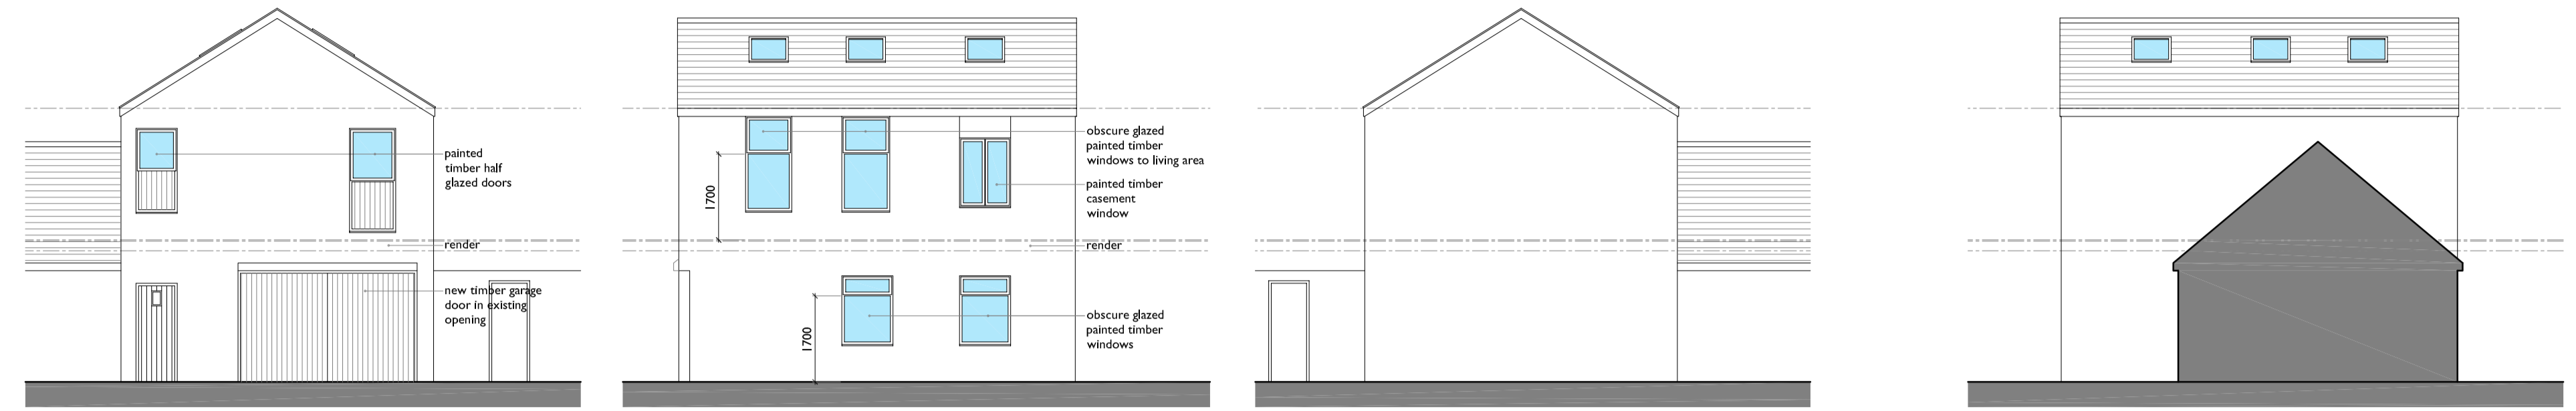 painted
timber half
glazed doors
render
new timber garage
door in existing
opening
1700
obscure glazed
painted timber
windows to living area
painted timber
casement
window
render
1700
obscure glazed
painted timber
windows